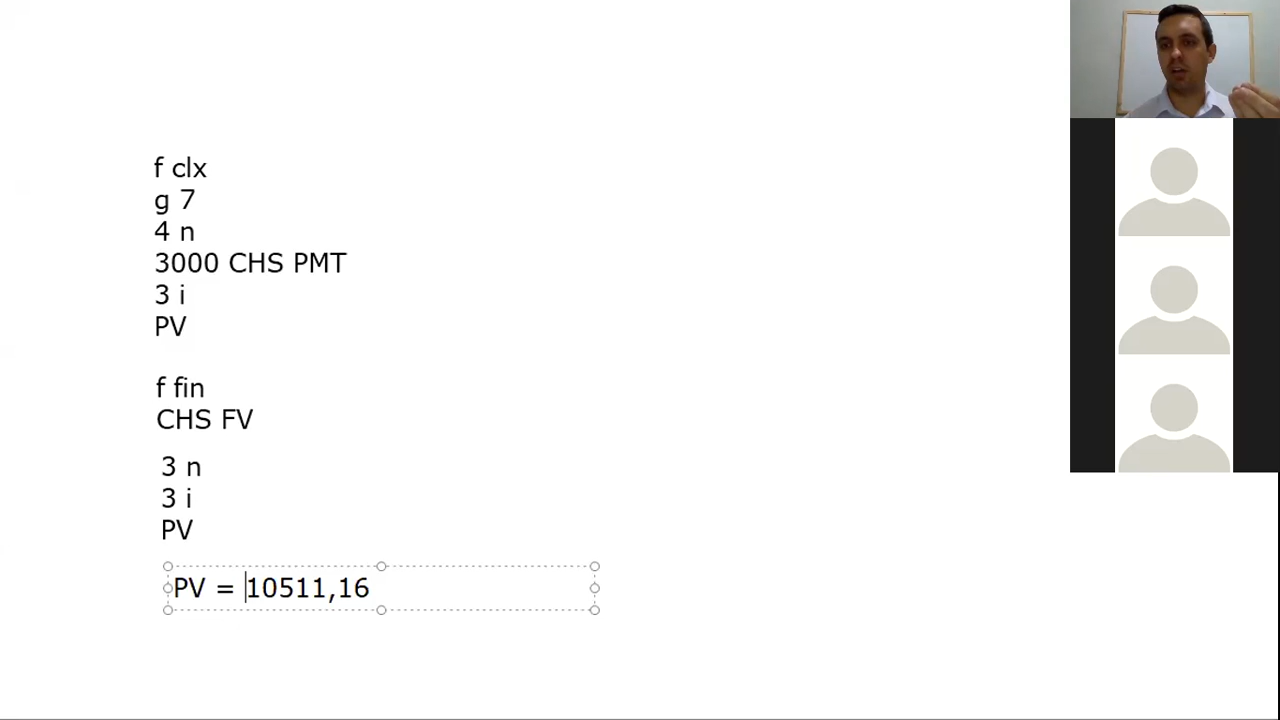 f clx
g 7
4 n
3000 CHS PMT
3 i
PV
f fin
CHS FV
3 n
3 i
PV
PV = 10511,16